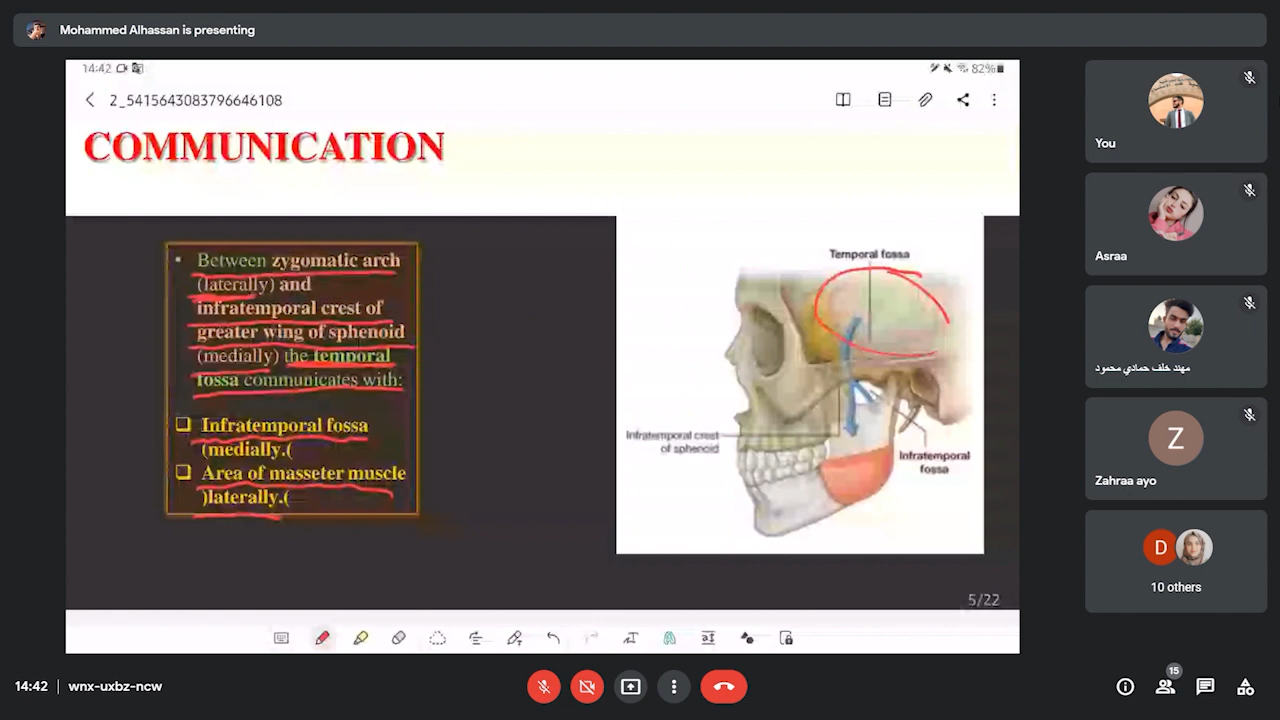 Mohammed Alhassan is presenting
14:42
82%
2_5415643083796646108
COMMUNICATION
• Between zygomatic arch
(laterally) and
infratemporal crest of
greater wing of sphenoid
(medially) the temporal
fossa communicates with:
Infratemporal fossa
(medially.(
Area of masseter muscle
)laterally.(
Temporal fossa
Infratemporal crest
of sphenoid
Infratemporal
fossa
5/22
You
Asraa
مهند خلف حمادي محمود
Z
Zahraa ayo
D
10 others
14:42 | wnx-uxbz-ncw
15